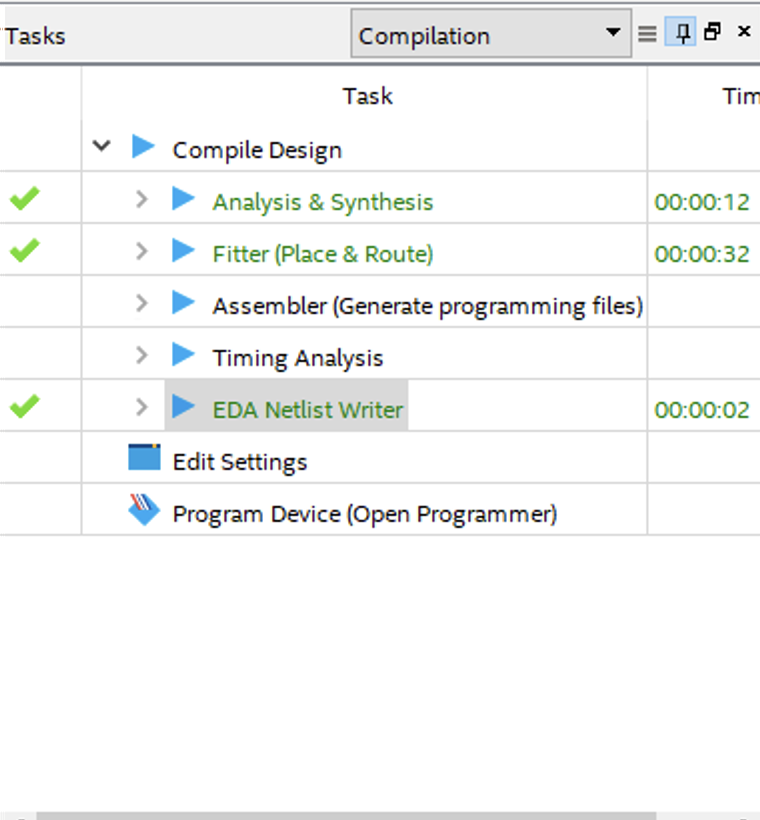 Tasks Compilation
Task Tim
Compile Design
Analysis & Synthesis 00:00:12
Fitter (Place & Route) 00:00:32
Assembler (Generate programming files)
Timing Analysis
EDA Netlist Writer 00:00:02
Edit Settings
Program Device (Open Programmer)